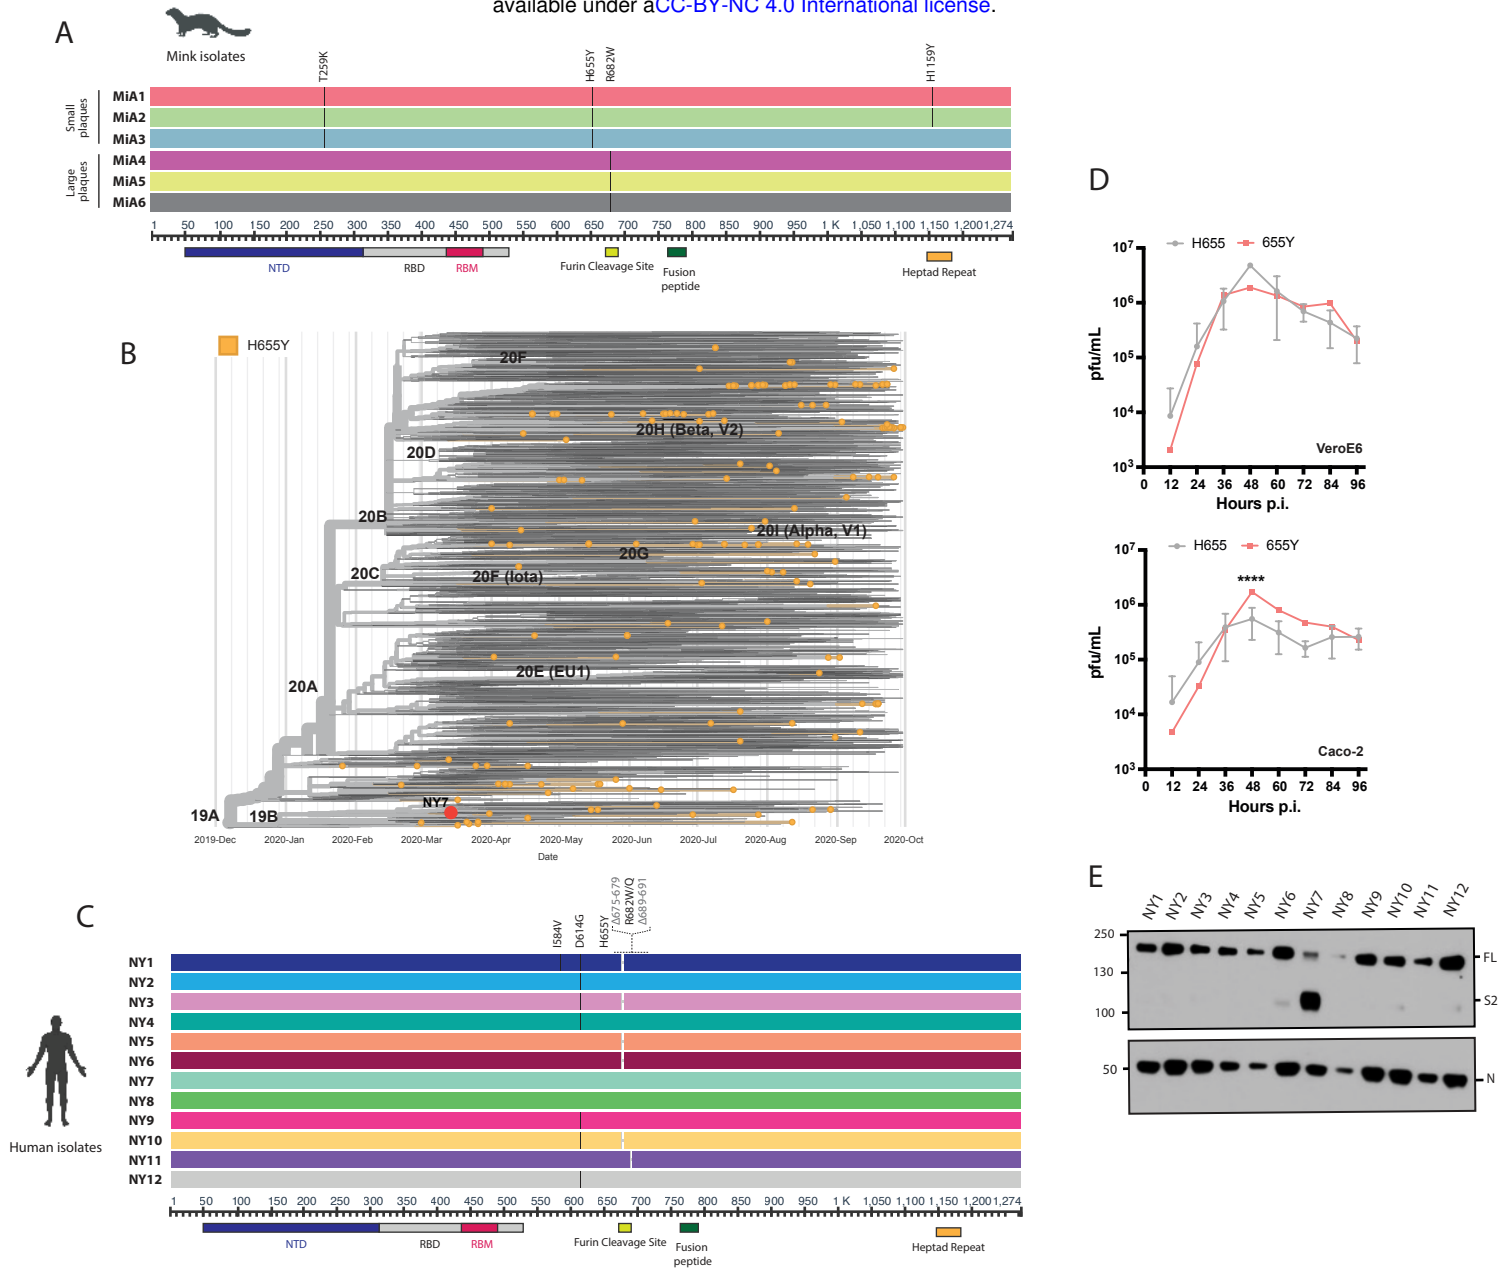 available under aCC-BY-NC 4.0 International license.
A
Mink isolates
T259K
H655Y
R682W
H1159Y
Small
plaques
Large
plaques
MiA1
MiA2
MiA3
MiA4
MiA5
MiA6
1 50 100 150 200 250 300 350 400 450 500 550 600 650 700 750 800 850 900 950 1 K 1,050 1,100 1,150 1,200 1,274
NTD
RBD
RBM
Furin Cleavage Site
Fusion
peptide
Heptad Repeat
B
H655Y
20F
20H (Beta, V2)
20D
20B
20I (Alpha, V1)
20G
20C
20F (Iota)
20E (EU1)
20A
NY7
19A
19B
2019-Dec 2020-Jan 2020-Feb 2020-Mar 2020-Apr 2020-May 2020-Jun 2020-Jul 2020-Aug 2020-Sep 2020-Oct
Date
C
I584V
D614G
H655Y
Δ675-679
R682W/Q
Δ689-691
Human isolates
NY1
NY2
NY3
NY4
NY5
NY6
NY7
NY8
NY9
NY10
NY11
NY12
1 50 100 150 200 250 300 350 400 450 500 550 600 650 700 750 800 850 900 950 1 K 1,050 1,100 1,150 1,200 1,274
NTD
RBD
RBM
Furin Cleavage Site
Fusion
peptide
Heptad Repeat
D
H655 655Y
pfu/mL
10⁷
10⁶
10⁵
10⁴
10³
VeroE6
0 12 24 36 48 60 72 84 96
Hours p.i.
H655 655Y
****
pfu/mL
10⁷
10⁶
10⁵
10⁴
10³
Caco-2
0 12 24 36 48 60 72 84 96
Hours p.i.
E
NY1 NY2 NY3 NY4 NY5 NY6 NY7 NY8 NY9 NY10 NY11 NY12
250
130
100
FL
S2
50
N